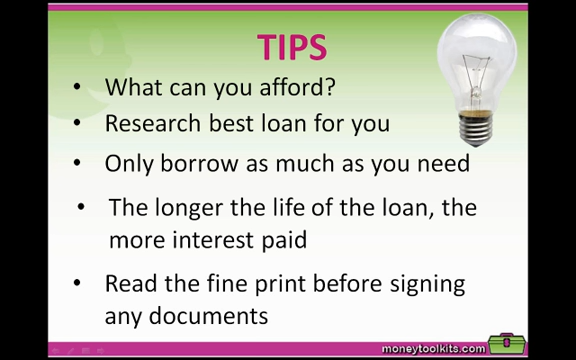 TIPS
• What can you afford?
• Research best loan for you
• Only borrow as much as you need
• The longer the life of the loan, the
more interest paid
• Read the fine print before signing
any documents
moneytoolkits.com